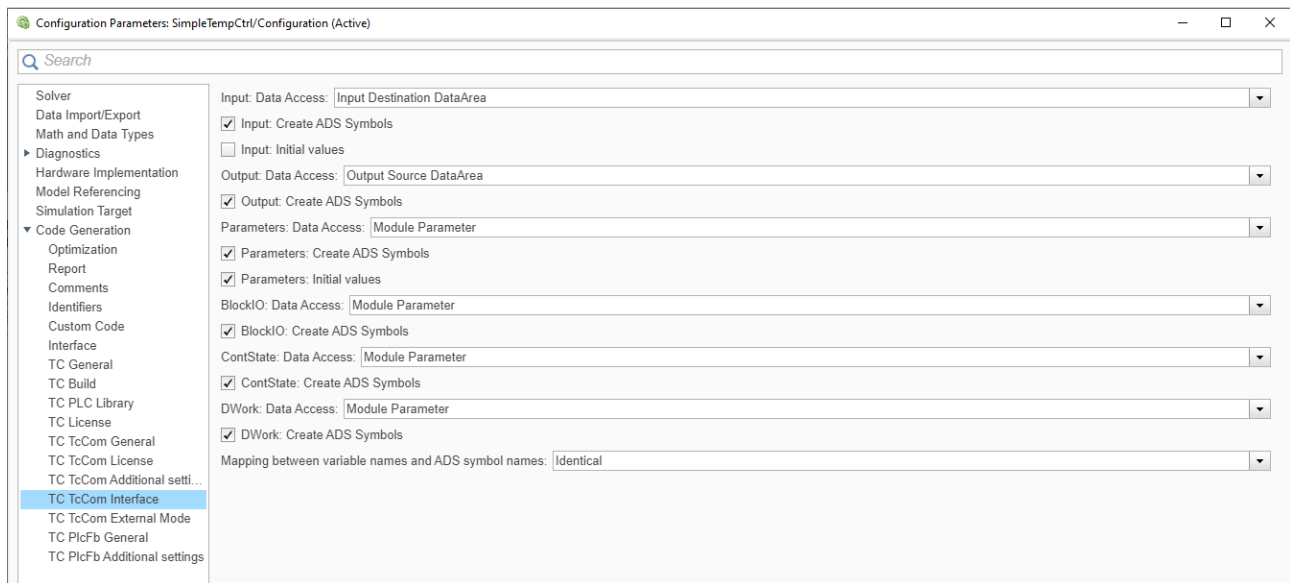 Configuration Parameters: SimpleTempCtrl/Configuration (Active)
Search
Solver
Data Import/Export
Math and Data Types
Diagnostics
Hardware Implementation
Model Referencing
Simulation Target
Code Generation
Optimization
Report
Comments
Identifiers
Custom Code
Interface
TC General
TC Build
TC PLC Library
TC License
TC TcCom General
TC TcCom License
TC TcCom Additional setti...
TC TcCom Interface
TC TcCom External Mode
TC PlcFb General
TC PlcFb Additional settings
Input: Data Access: Input Destination DataArea
Input: Create ADS Symbols
Input: Initial values
Output: Data Access: Output Source DataArea
Output: Create ADS Symbols
Parameters: Data Access: Module Parameter
Parameters: Create ADS Symbols
Parameters: Initial values
BlockIO: Data Access: Module Parameter
BlockIO: Create ADS Symbols
ContState: Data Access: Module Parameter
ContState: Create ADS Symbols
DWork: Data Access: Module Parameter
DWork: Create ADS Symbols
Mapping between variable names and ADS symbol names: Identical